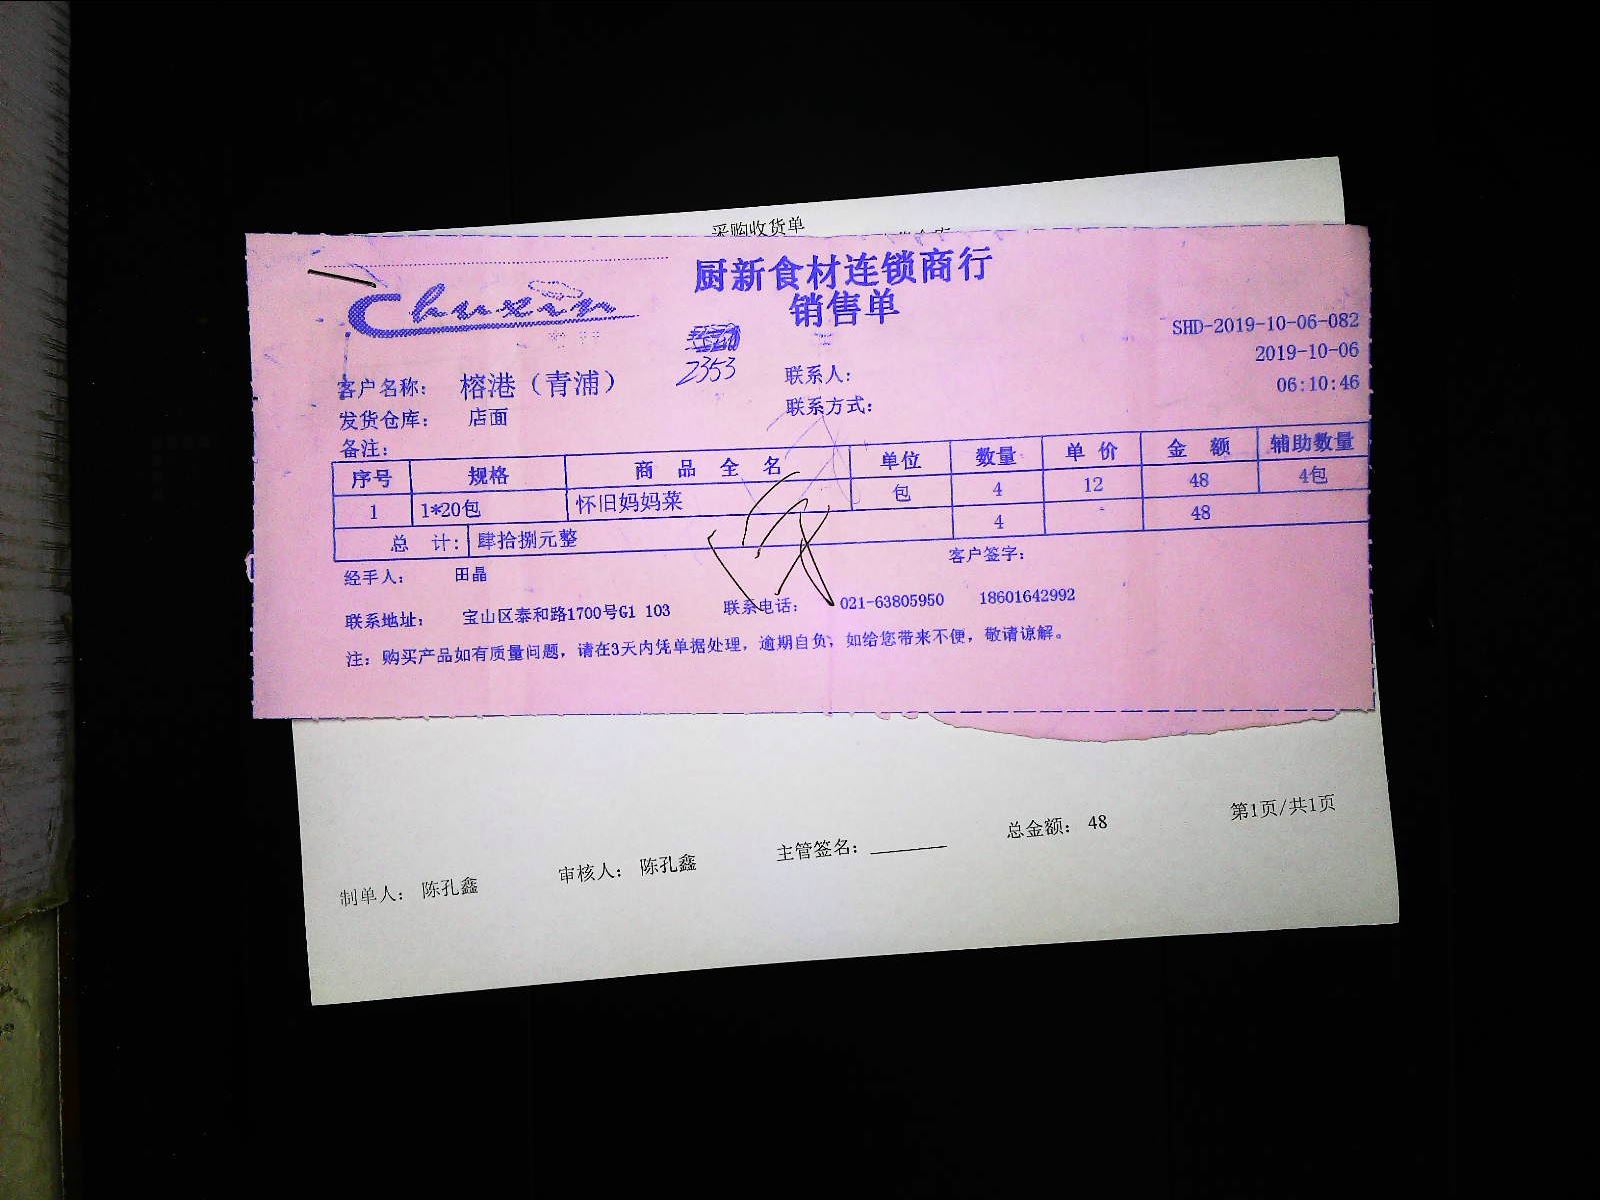 采购收货单
厨新食材连锁商行
Chuxin
销售单
SHD-2019-10-06-082
2019-10-06
06:10:46
2353
客户名称: 榕港（青浦） 联系人:
发货仓库: 店面 联系方式:
备注:
序号 规格 商品全名 单位 数量 单价 金额 辅助数量
1 1*20包 怀旧妈妈菜 包 4 12 48 4包
总计: 肆拾捌元整 4 48
经手人: 田晶 客户签字:
联系地址: 宝山区泰和路1700号G1 103 联系电话: 021-63805950 18601642992
注: 购买产品如有质量问题, 请在3天内凭单据处理, 逾期自负, 如给您带来不便, 敬请谅解。
制单人: 陈孔鑫 审核人: 陈孔鑫 主管签名: 总金额: 48 第1页/共1页